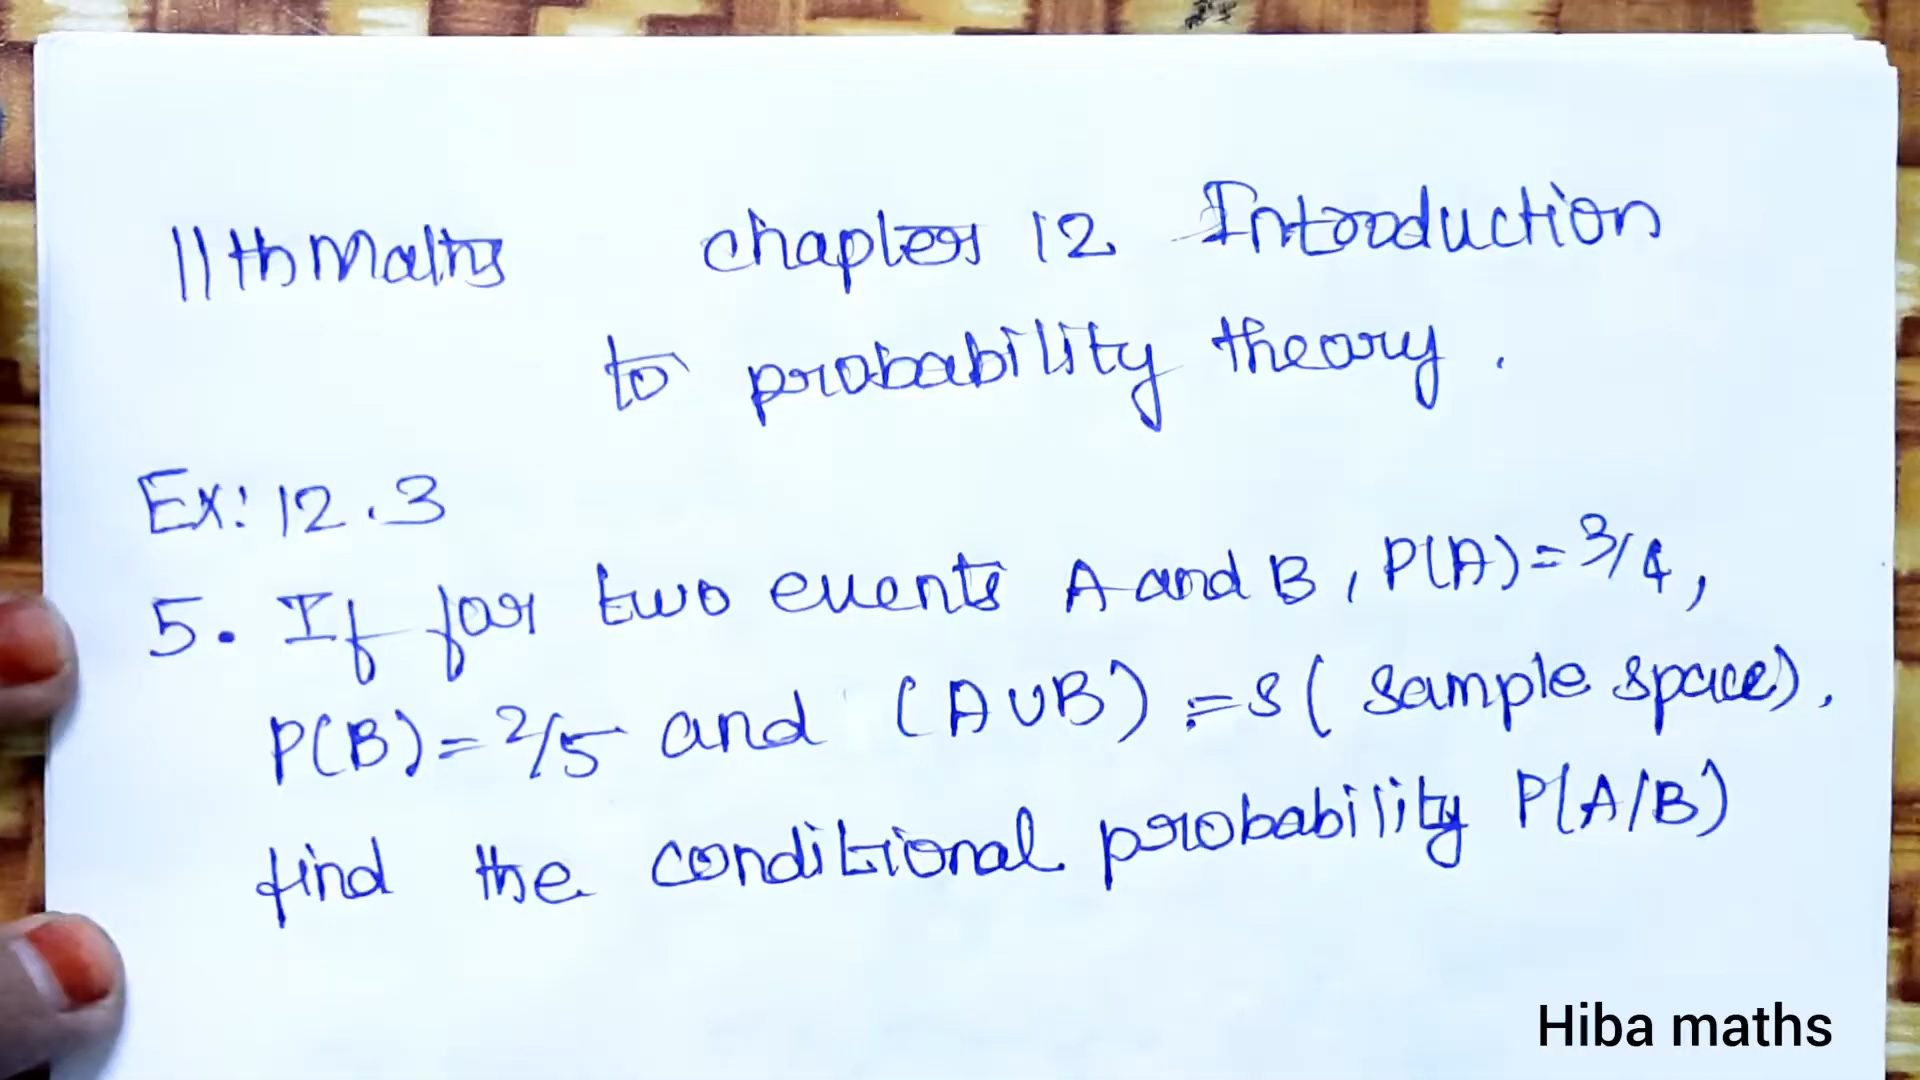 11th Maths chapter 12 Introduction
to probability theory.
Ex: 12.3
5. If for two events A and B, P(A) = 3/4,
P(B) = 2/5 and (A∪B) = S (sample space),
find the conditional probability P(A/B)
Hiba maths